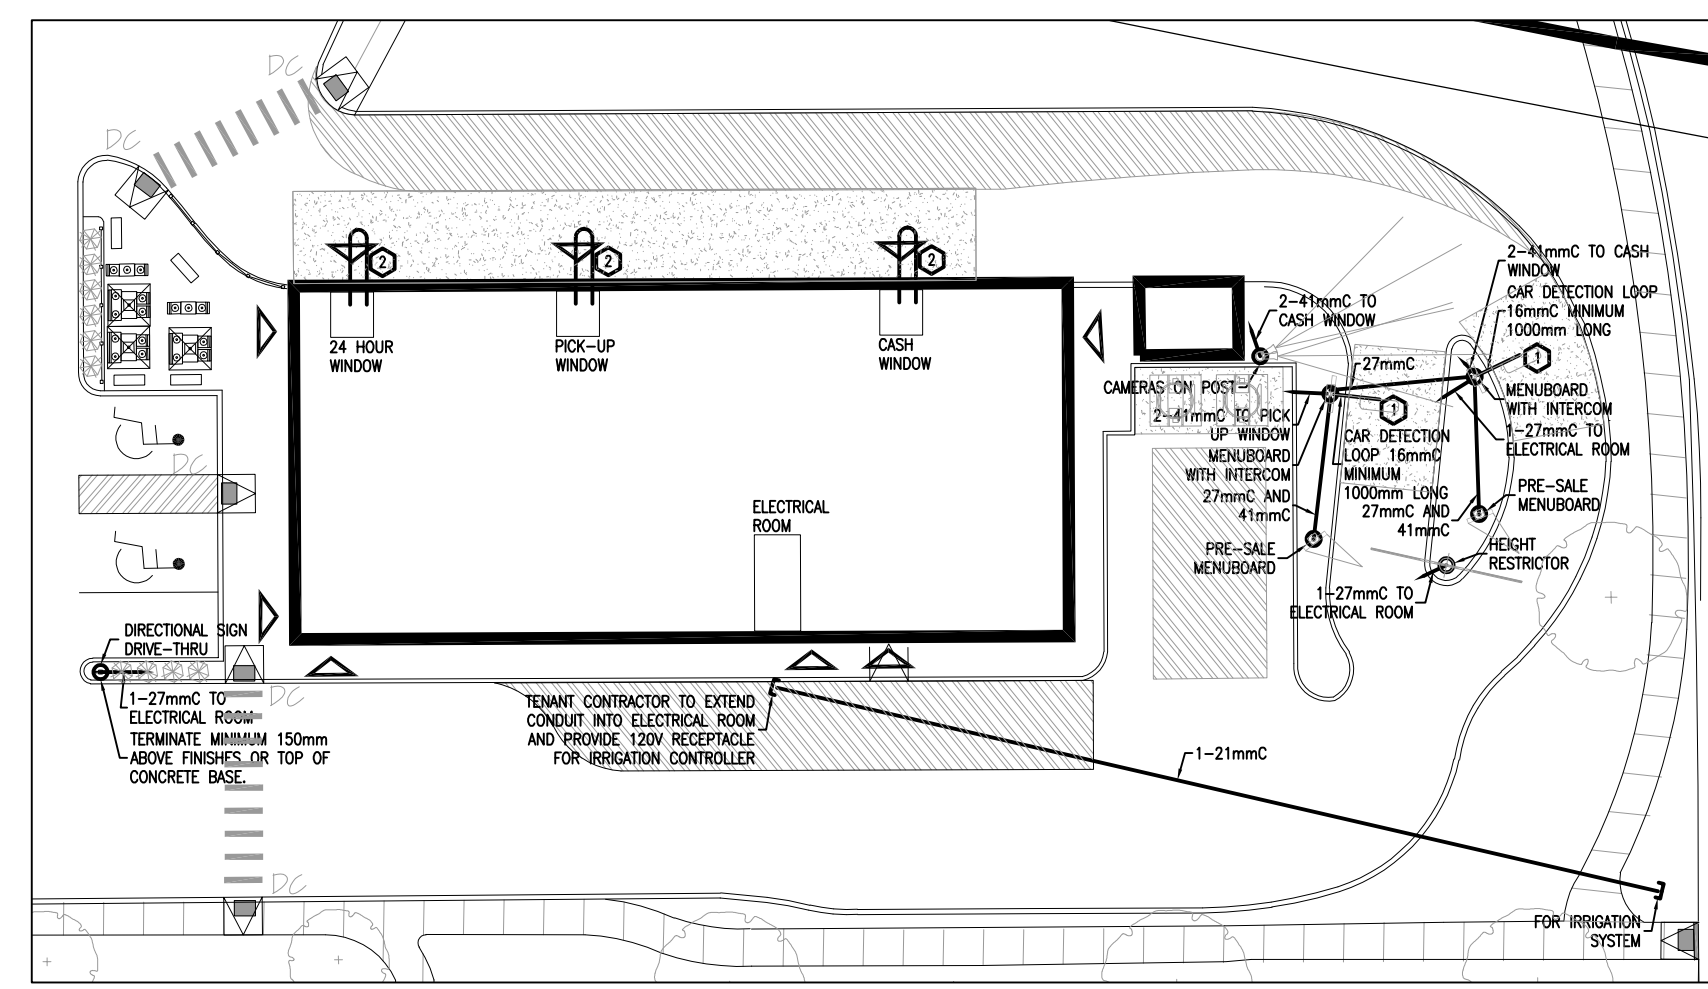 DC
DC
2
2
2
24 HOUR
WINDOW
PICK-UP
WINDOW
CASH
WINDOW
2-41mmC TO
CASH WINDOW
2-41mmC TO CASH
WINDOW
CAR DETECTION LOOP
16mmC MINIMUM
1000mm LONG
1
27mmC
CAMERAS ON POST
1
MENUBOARD
WITH INTERCOM
2-41mmC TO PICK
UP WINDOW
MENUBOARD
WITH INTERCOM
27mmC AND
41mmC
CAR DETECTION
LOOP 16mmC
MINIMUM
1000mm LONG
27mmC AND
41mmC
1-27mmC TO
ELECTRICAL ROOM
PRE-SALE
MENUBOARD
DC
ELECTRICAL
ROOM
PRE-SALE
MENUBOARD
HEIGHT
RESTRICTOR
1-27mmC TO
ELECTRICAL ROOM
DIRECTIONAL SIGN
DRIVE-THRU
1-27mmC TO
ELECTRICAL ROOM
TERMINATE MINIMUM 150mm
ABOVE FINISHES OR TOP OF
CONCRETE BASE.
DC
TENANT CONTRACTOR TO EXTEND
CONDUIT INTO ELECTRICAL ROOM
AND PROVIDE 120V RECEPTACLE
FOR IRRIGATION CONTROLLER
1-21mmC
DC
FOR IRRIGATION
SYSTEM